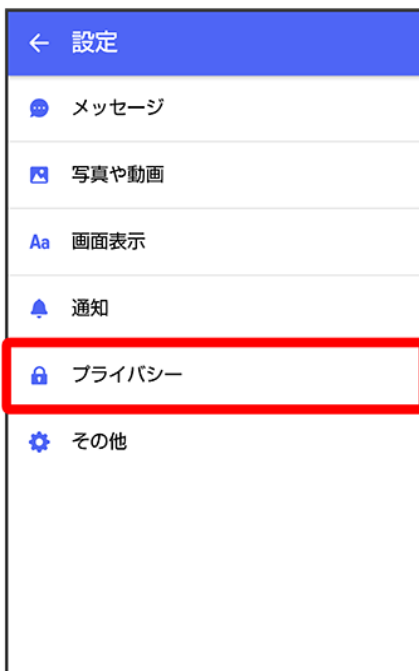 設定
メッセージ
写真や動画
Aa 画面表示
通知
プライバシー
その他